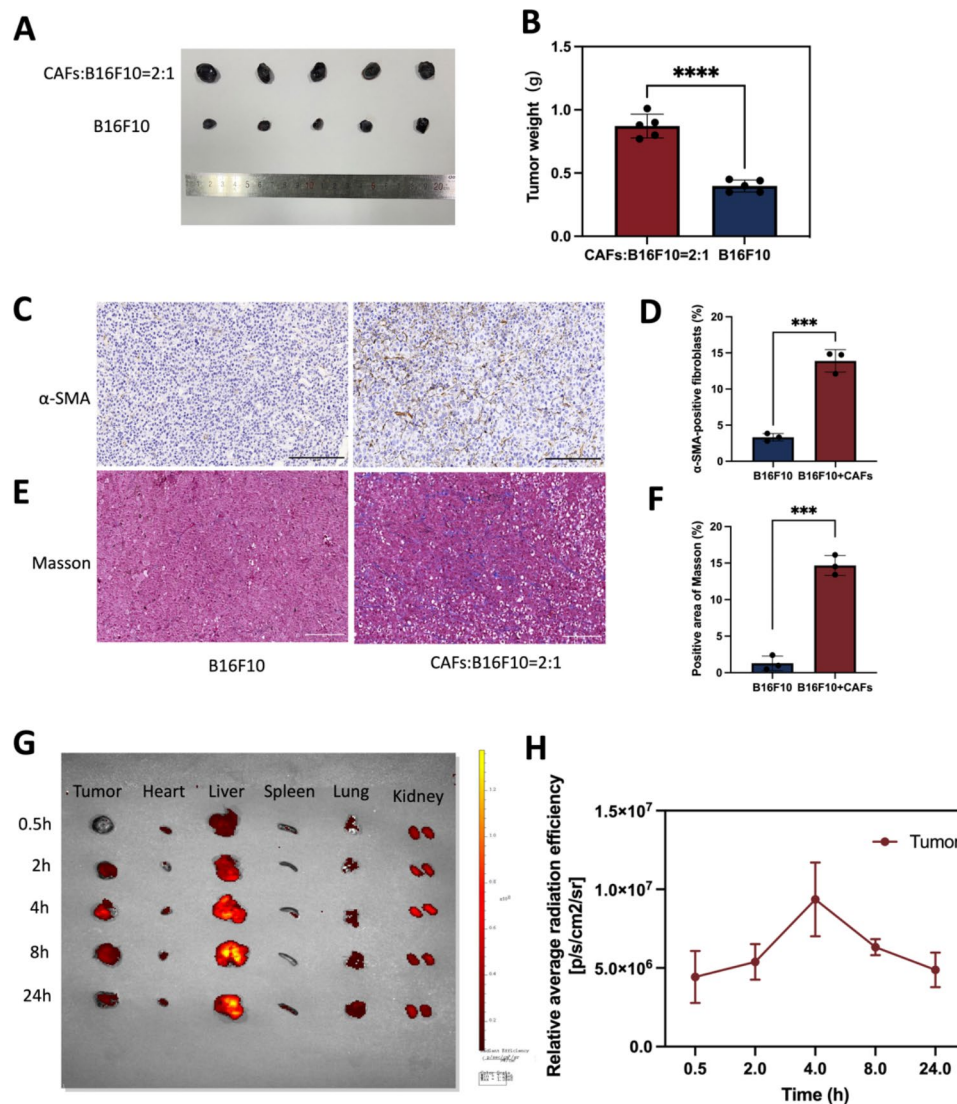 A
CAFs:B16F10=2:1
B16F10
B
Tumor weight (g)
1.5
1.0
0.5
0.0
****
CAFs:B16F10=2:1 B16F10
C
α-SMA
D
α-SMA-positive fibroblasts (%)
20
15
10
5
0
***
B16F10 B16F10+CAFs
E
Masson
B16F10
CAFs:B16F10=2:1
F
Positive area of Masson (%)
20
15
10
5
0
***
B16F10 B16F10+CAFs
G
Tumor Heart Liver Spleen Lung Kidney
0.5h
2h
4h
8h
24h
H
Relative average radiation efficiency
[p/s/cm2/sr]
1.5×10⁷
1.0×10⁷
5.0×10⁶
0.0
Tumor
0.5 2.0 4.0 8.0 24.0
Time (h)